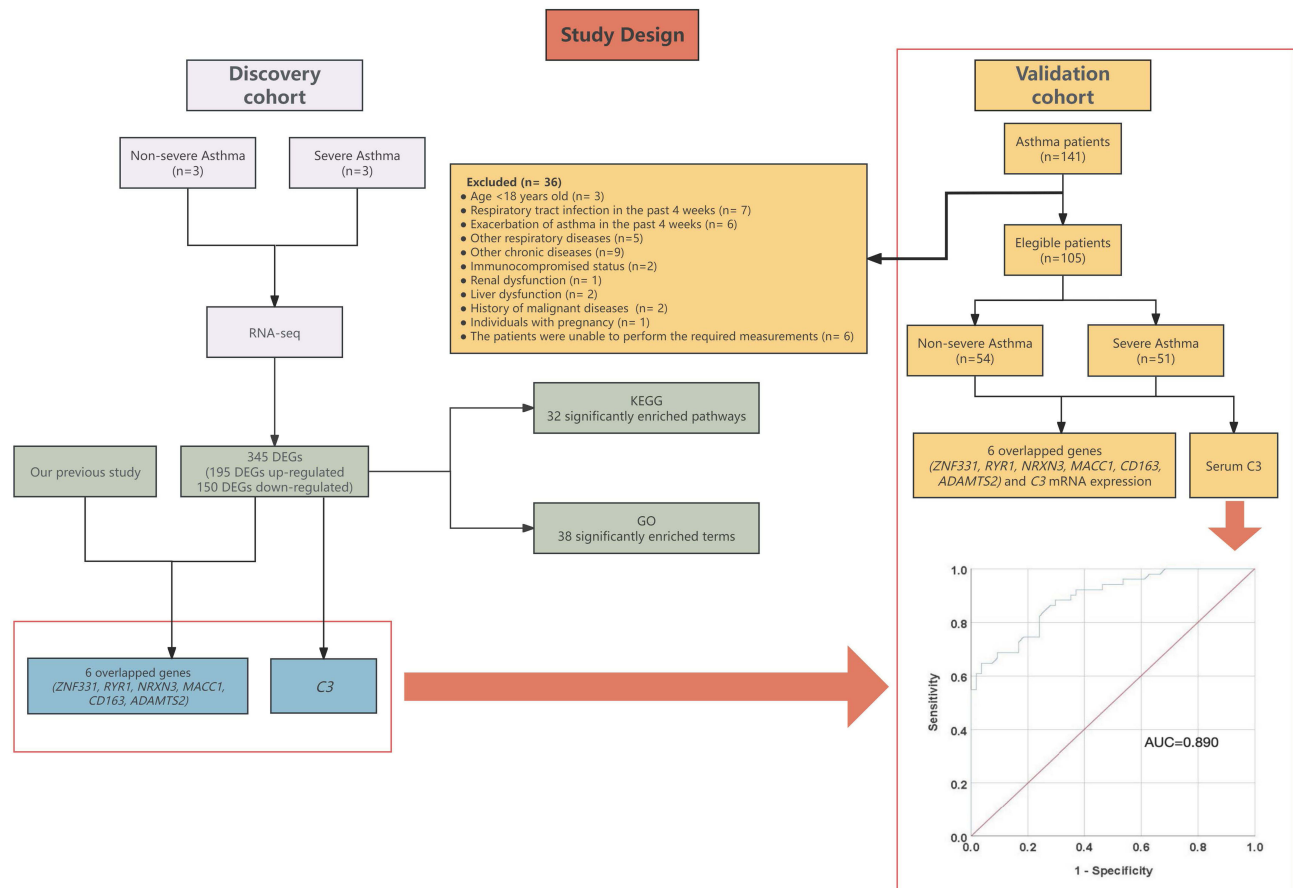 Study Design
Discovery
cohort
Non-severe Asthma
(n=3)
Severe Asthma
(n=3)
RNA-seq
Our previous study
345 DEGs
(195 DEGs up-regulated
150 DEGs down-regulated)
KEGG
32 significantly enriched pathways
GO
38 significantly enriched terms
6 overlapped genes
(ZNF331, RYR1, NRXN3, MACC1,
CD163, ADAMTS2)
C3
Excluded (n= 36)
● Age <18 years old (n= 3)
● Respiratory tract infection in the past 4 weeks (n= 7)
● Exacerbation of asthma in the past 4 weeks (n= 6)
● Other respiratory diseases (n=5)
● Other chronic diseases (n=9)
● Immunocompromised status (n=2)
● Renal dysfunction (n= 1)
● Liver dysfunction (n= 2)
● History of malignant diseases (n= 2)
● Individuals with pregnancy (n= 1)
● The patients were unable to perform the required measurements (n= 6)
Validation
cohort
Asthma patients
(n=141)
Elegible patients
(n=105)
Non-severe Asthma
(n=54)
Severe Asthma
(n=51)
6 overlapped genes
(ZNF331, RYR1, NRXN3, MACC1, CD163,
ADAMTS2) and C3 mRNA expression
Serum C3
1.0
0.8
0.6
0.4
0.2
0.0
Sensitivity
AUC=0.890
0.0 0.2 0.4 0.6 0.8 1.0
1 - Specificity